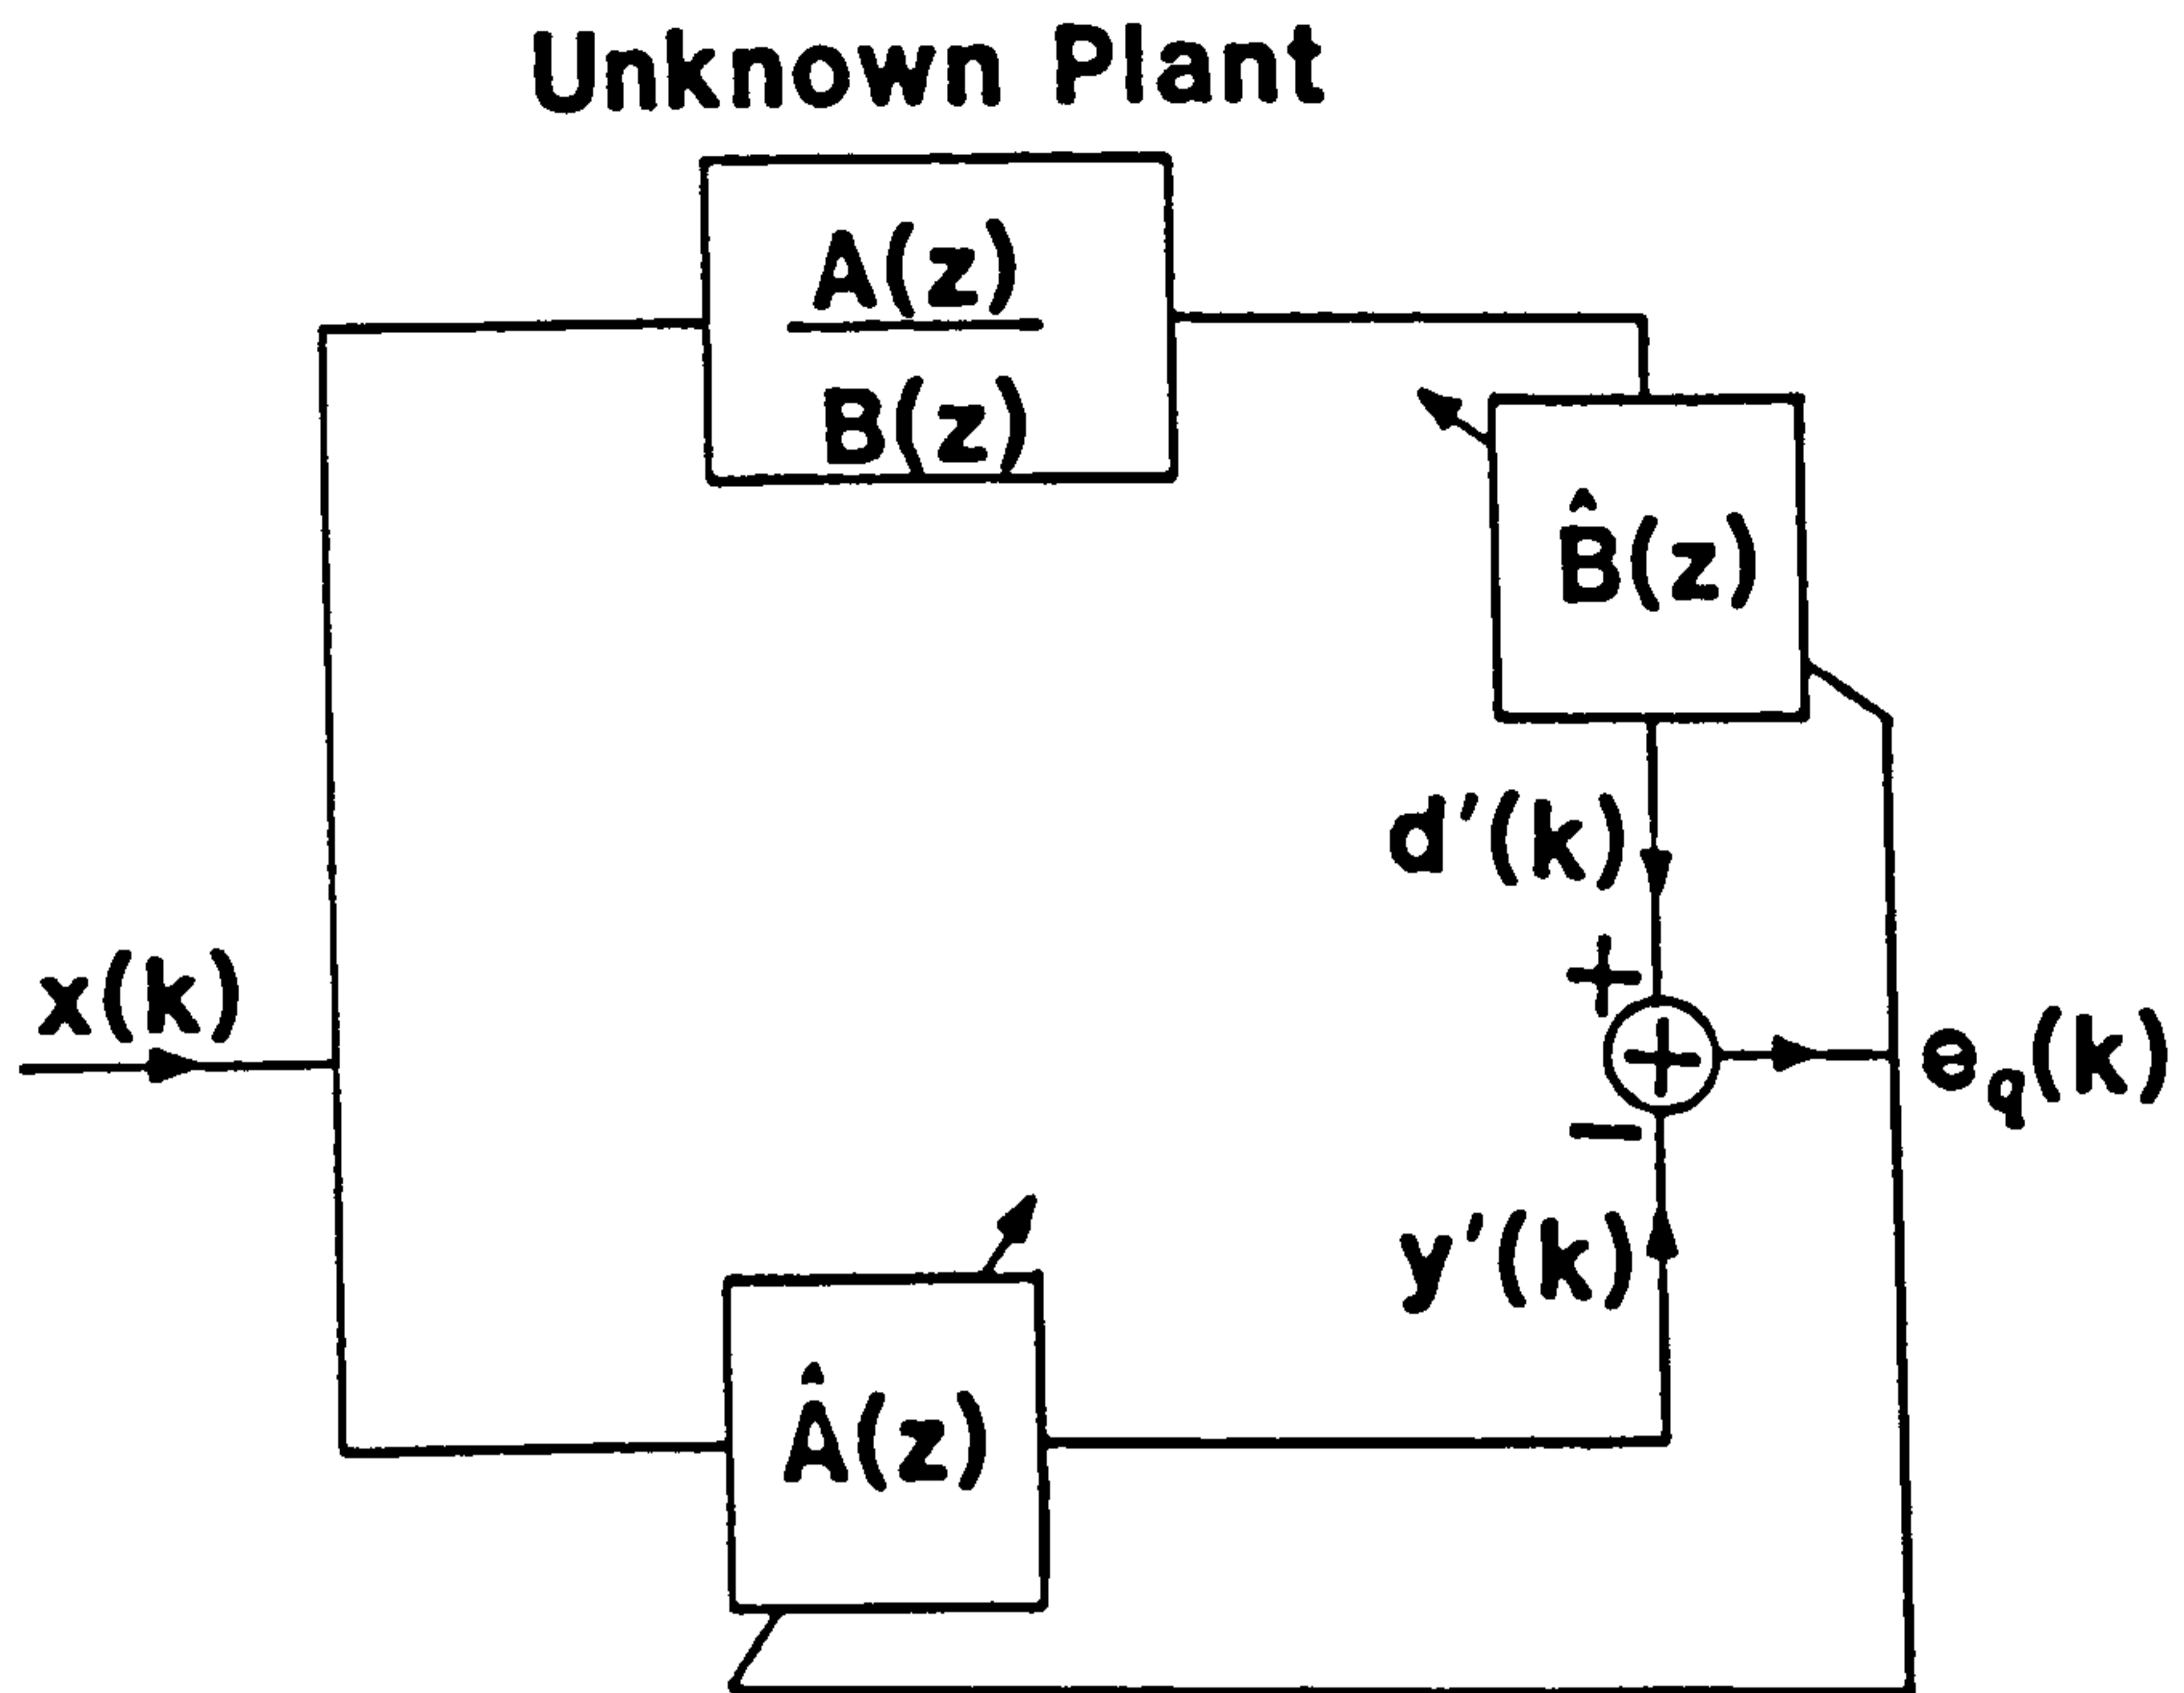 Unknown Plant
A(z)
B(z)
B̂(z)
d′(k)
+
x(k)
+
e_q(k)
−
y′(k)
Â(z)